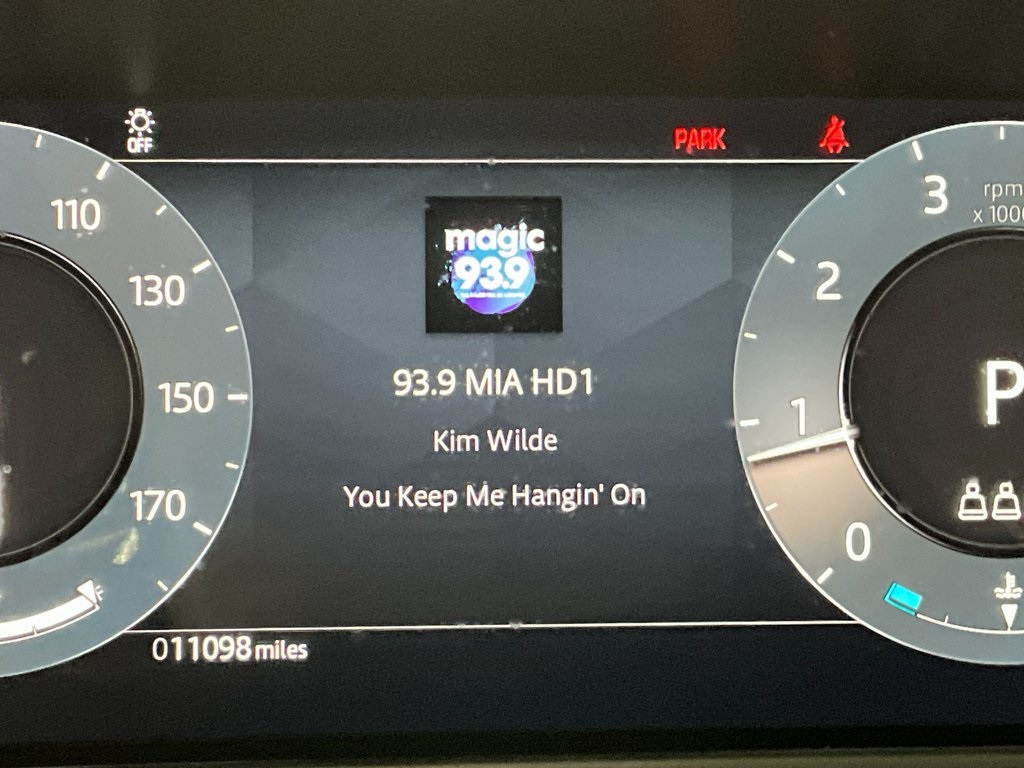 OFF
PARK
110
130
150
170
magic
93.9
93.9 MIA HD1
Kim Wilde
You Keep Me Hangin' On
3
rpm
x 1000
2
1
0
P
F
011098 miles